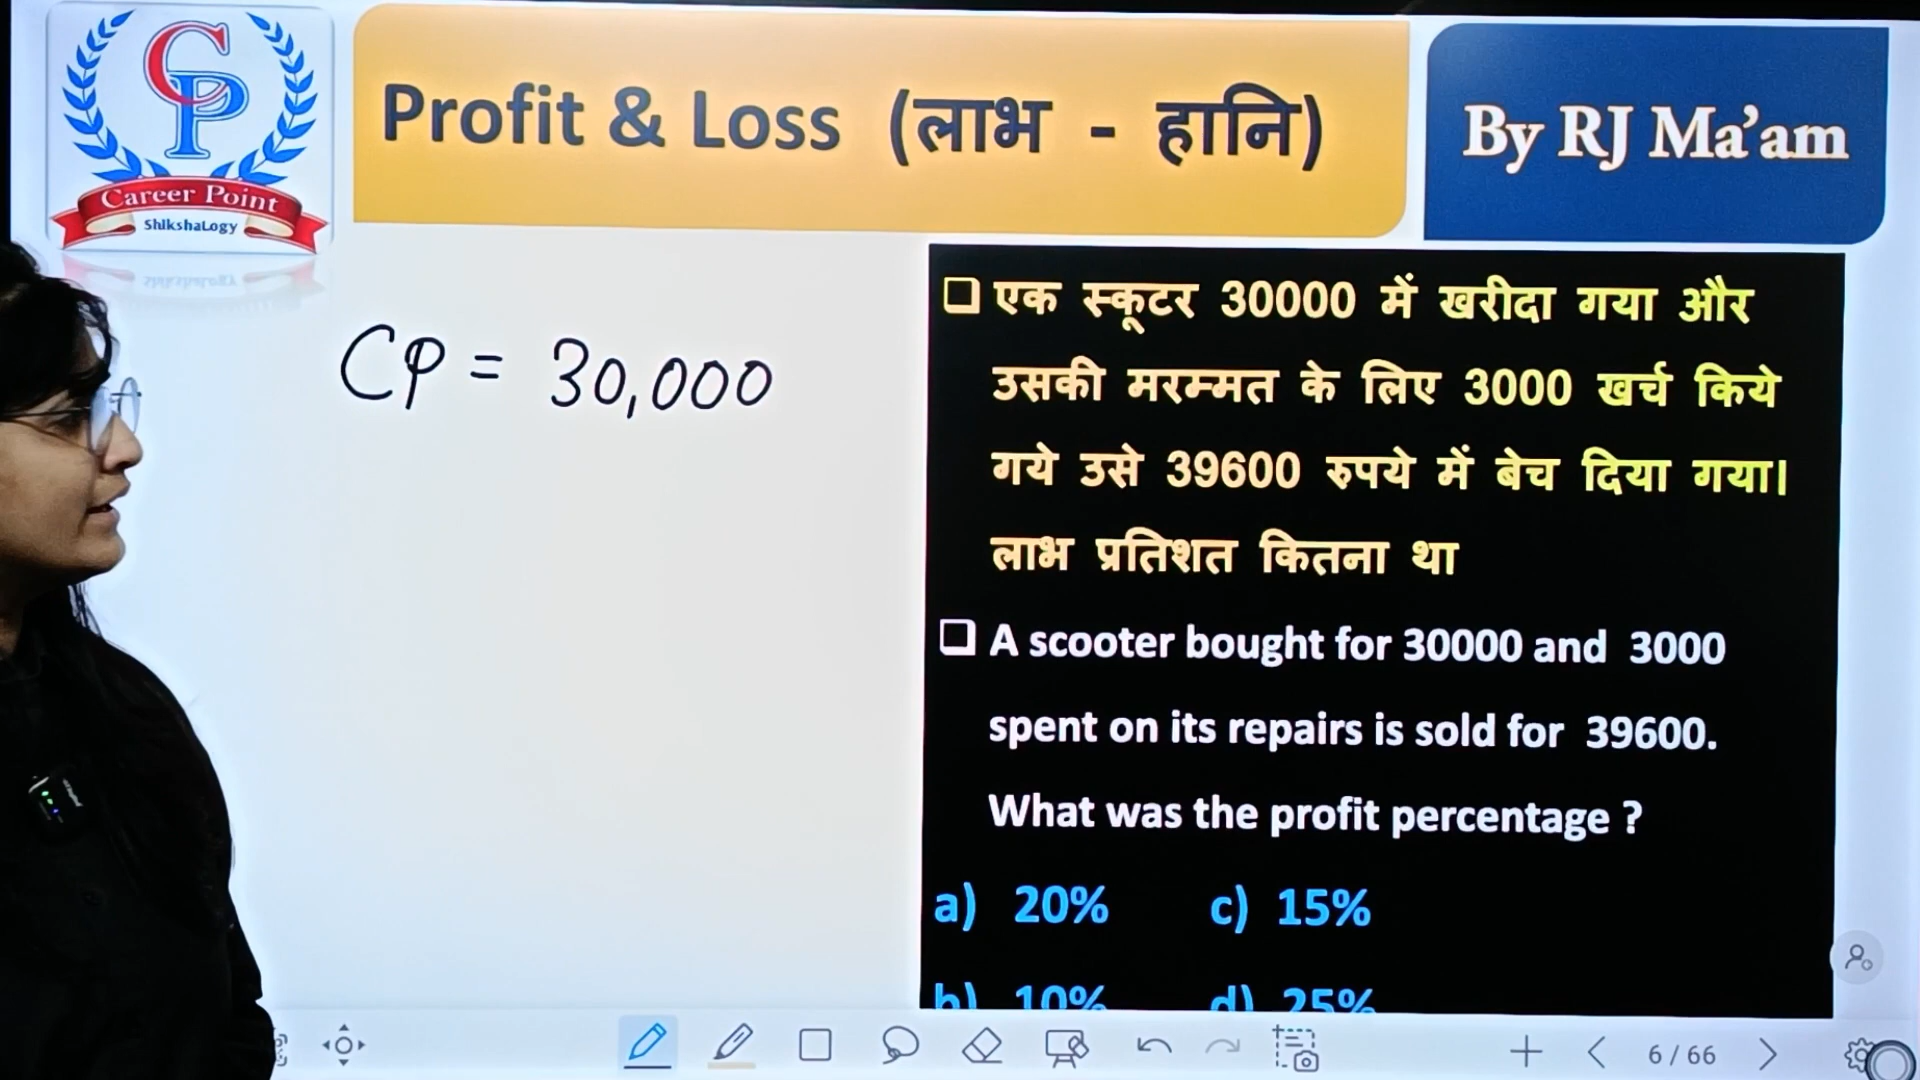 CP
Career Point
ShikshaLogy
Profit & Loss (लाभ - हानि)
By RJ Ma'am
CP = 30,000
❑ एक स्कूटर 30000 में खरीदा गया और
उसकी मरम्मत के लिए 3000 खर्च किये
गये उसे 39600 रुपये में बेच दिया गया।
लाभ प्रतिशत कितना था
❑ A scooter bought for 30000 and 3000
spent on its repairs is sold for 39600.
What was the profit percentage ?
a) 20% c) 15%
b) 10% d) 25%
6 / 66